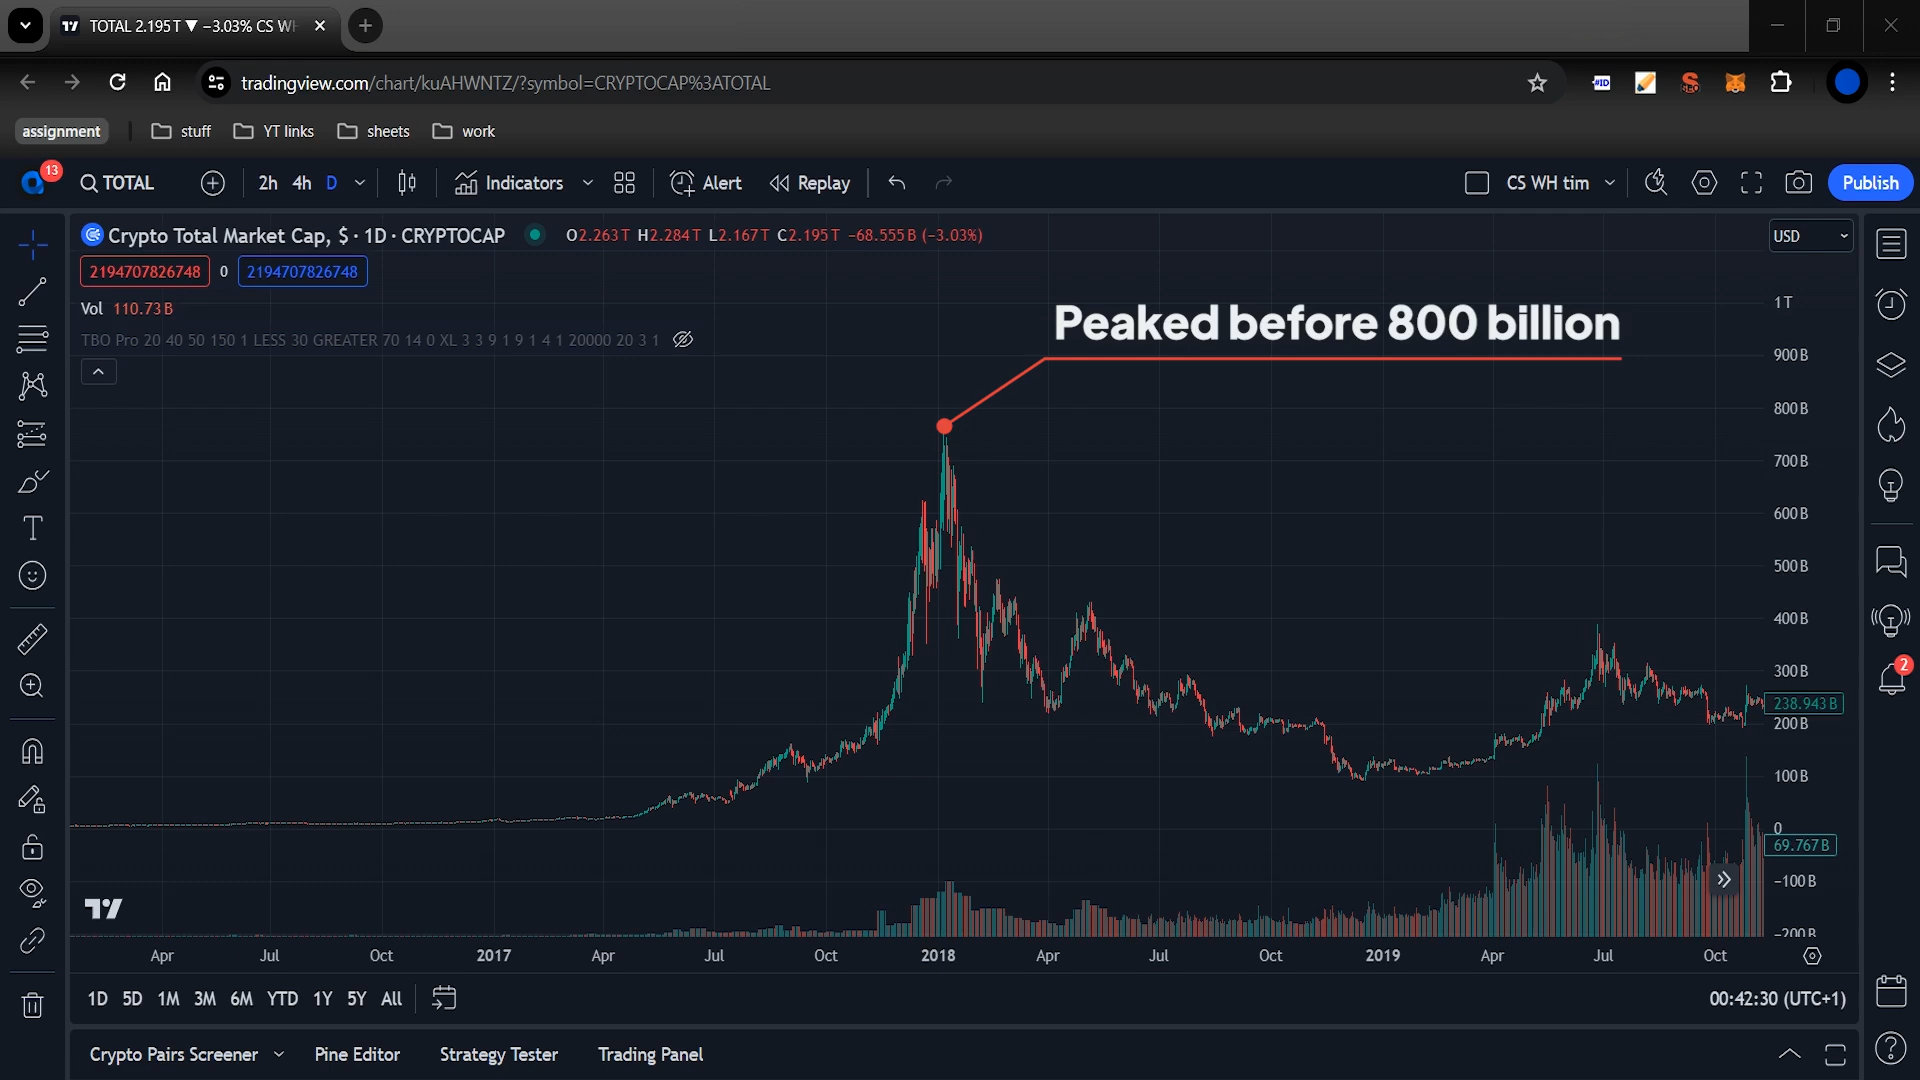 TOTAL 2.195T ▼ −3.03% CS WH
tradingview.com/chart/kuAHWNTZ/?symbol=CRYPTOCAP%3ATOTAL
#ID
SEO
assignment
stuff
YT links
sheets
work
13
TOTAL
2h 4h D
Indicators
Alert
Replay
CS WH tim
Publish
Crypto Total Market Cap, $ · 1D · CRYPTOCAP
O2.263T H2.284T L2.167T C2.195T −68.555B (−3.03%)
USD
2194707826748 0 2194707826748
Vol 110.73B
TBO Pro 20 40 50 150 1 LESS 30 GREATER 70 14 0 XL 3 3 9 1 9 1 4 1 20000 20 3 1
Peaked before 800 billion
1T
900B
800B
700B
600B
500B
400B
300B
238.943B
200B
100B
0
69.767B
−100B
−200B
2
Apr Jul Oct 2017 Apr Jul Oct 2018 Apr Jul Oct 2019 Apr Jul Oct
1D 5D 1M 3M 6M YTD 1Y 5Y All
00:42:30 (UTC+1)
Crypto Pairs Screener
Pine Editor
Strategy Tester
Trading Panel